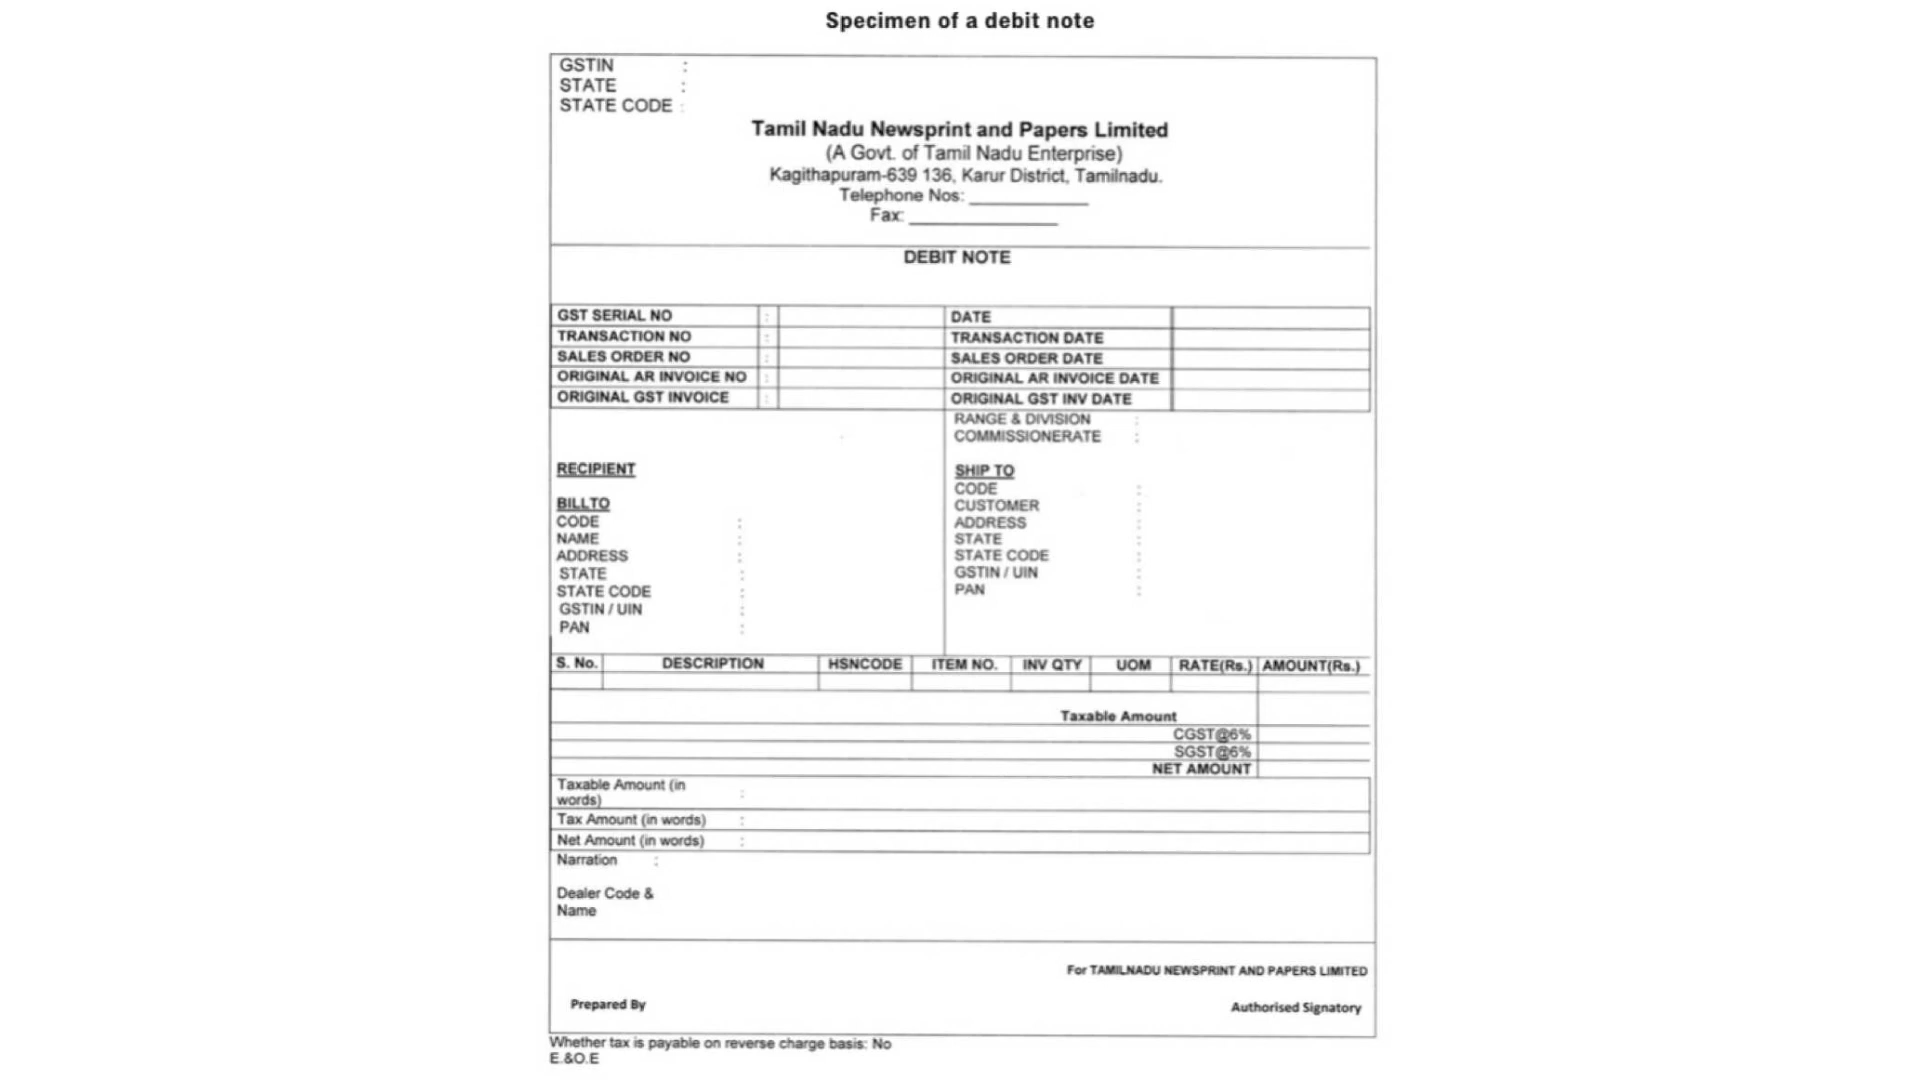 Specimen of a debit note
GSTIN :
STATE :
STATE CODE :
Tamil Nadu Newsprint and Papers Limited
(A Govt. of Tamil Nadu Enterprise)
Kagithapuram-639 136, Karur District, Tamilnadu.
Telephone Nos: ____________
Fax: _______________
DEBIT NOTE
GST SERIAL NO : DATE
TRANSACTION NO : TRANSACTION DATE
SALES ORDER NO : SALES ORDER DATE
ORIGINAL AR INVOICE NO : ORIGINAL AR INVOICE DATE
ORIGINAL GST INVOICE : ORIGINAL GST INV DATE
RANGE & DIVISION :
COMMISSIONERATE :
RECIPIENT
BILLTO
CODE :
NAME :
ADDRESS :
STATE :
STATE CODE :
GSTIN / UIN :
PAN :
SHIP TO
CODE :
CUSTOMER :
ADDRESS :
STATE :
STATE CODE :
GSTIN / UIN :
PAN :
S. No. DESCRIPTION HSNCODE ITEM NO. INV QTY UOM RATE(Rs.) AMOUNT(Rs.)
Taxable Amount
CGST@6%
SGST@6%
NET AMOUNT
Taxable Amount (in
words) :
Tax Amount (in words) :
Net Amount (in words) :
Narration :
Dealer Code &
Name
For TAMILNADU NEWSPRINT AND PAPERS LIMITED
Prepared By Authorised Signatory
Whether tax is payable on reverse charge basis: No
E.&O.E